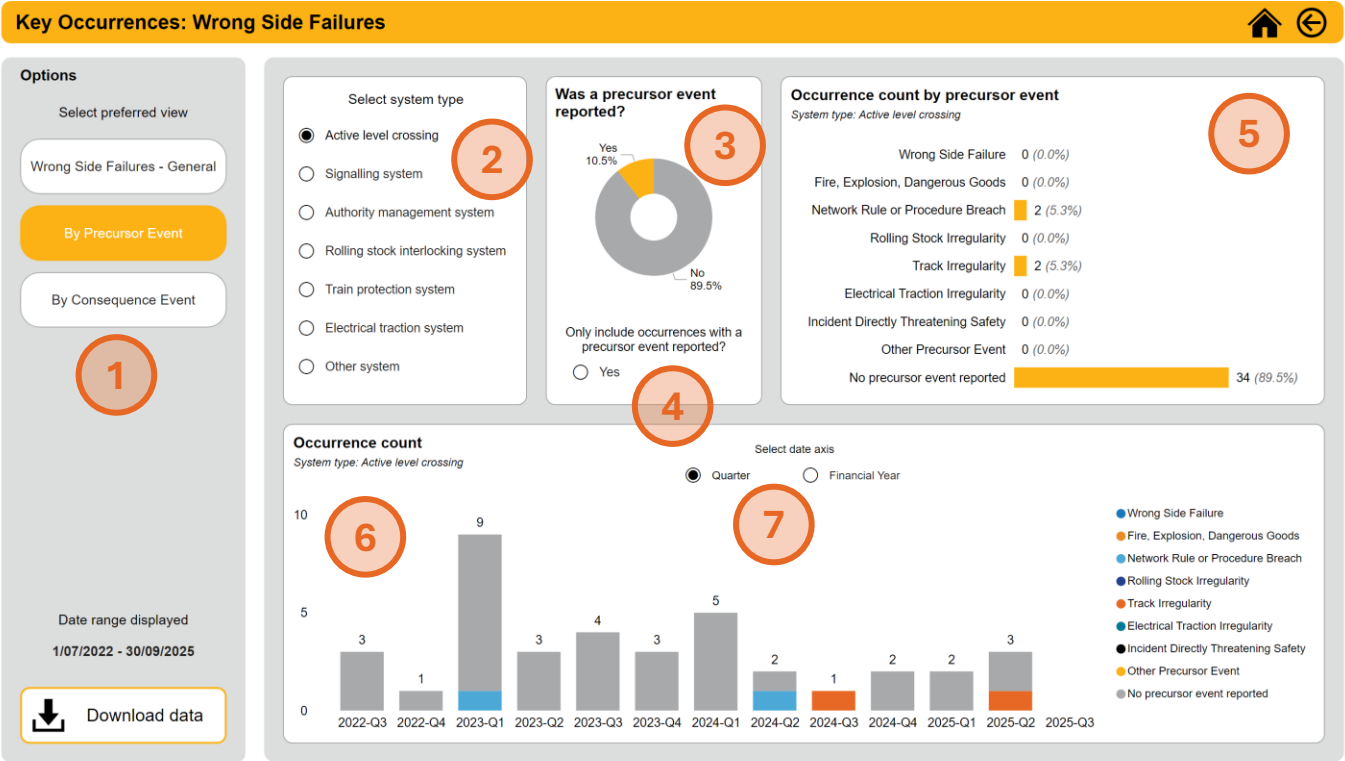 Key Occurrences: Wrong Side Failures
Options
Select preferred view
Wrong Side Failures - General
By Precursor Event
By Consequence Event
1
Date range displayed
1/07/2022 - 30/09/2025
Download data
Select system type
Active level crossing
Signalling system
Authority management system
Rolling stock interlocking system
Train protection system
Electrical traction system
Other system
2
Was a precursor event
reported?
3
Yes
10.5%
No
89.5%
Only include occurrences with a
precursor event reported?
Yes
4
Occurrence count by precursor event
System type: Active level crossing
5
Wrong Side Failure 0 (0.0%)
Fire, Explosion, Dangerous Goods 0 (0.0%)
Network Rule or Procedure Breach 2 (5.3%)
Rolling Stock Irregularity 0 (0.0%)
Track Irregularity 2 (5.3%)
Electrical Traction Irregularity 0 (0.0%)
Incident Directly Threatening Safety 0 (0.0%)
Other Precursor Event 0 (0.0%)
No precursor event reported 34 (89.5%)
Occurrence count
System type: Active level crossing
Select date axis
Quarter Financial Year
6
7
10
5
0
3 1 9 3 4 3 5 2 1 2 2 3
2022-Q3 2022-Q4 2023-Q1 2023-Q2 2023-Q3 2023-Q4 2024-Q1 2024-Q2 2024-Q3 2024-Q4 2025-Q1 2025-Q2 2025-Q3
Wrong Side Failure
Fire, Explosion, Dangerous Goods
Network Rule or Procedure Breach
Rolling Stock Irregularity
Track Irregularity
Electrical Traction Irregularity
Incident Directly Threatening Safety
Other Precursor Event
No precursor event reported